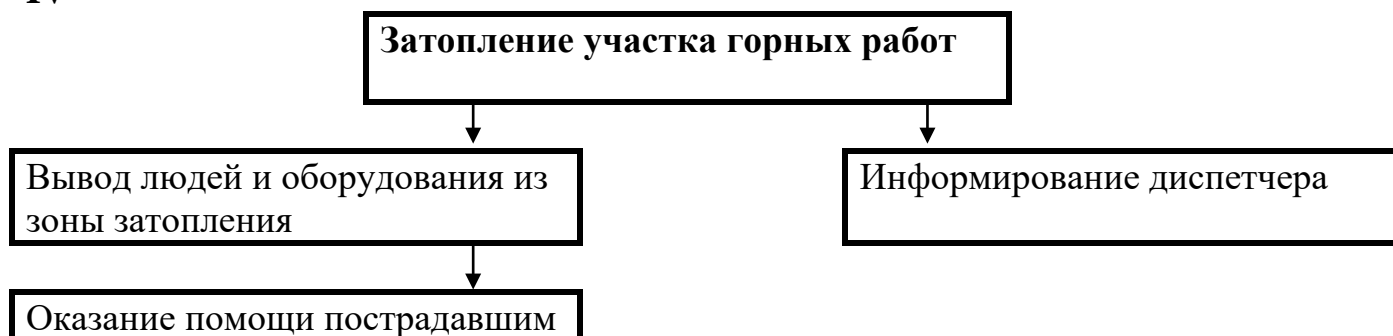 Затопление участка горных работ
Вывод людей и оборудования из
зоны затопления
Информирование диспетчера
Оказание помощи пострадавшим